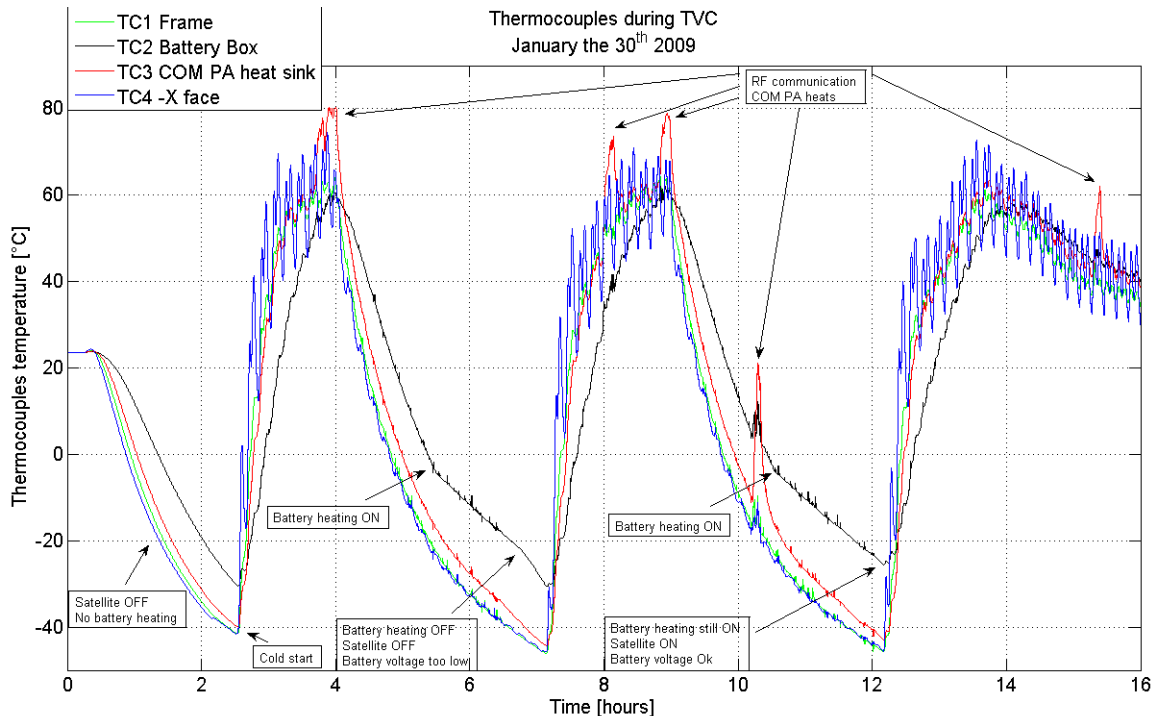 Thermocouples during TVC
January the 30th 2009
TC1 Frame
TC2 Battery Box
TC3 COM PA heat sink
TC4 -X face
RF communication
COM PA heats
Battery heating ON
Battery heating ON
Satellite OFF
No battery heating
Cold start
Battery heating OFF
Satellite OFF
Battery voltage too low
Battery heating still ON
Satellite ON
Battery voltage Ok
Thermocouples temperature [°C]
80
60
40
20
0
-20
-40
0
2
4
6
8
10
12
14
16
Time [hours]